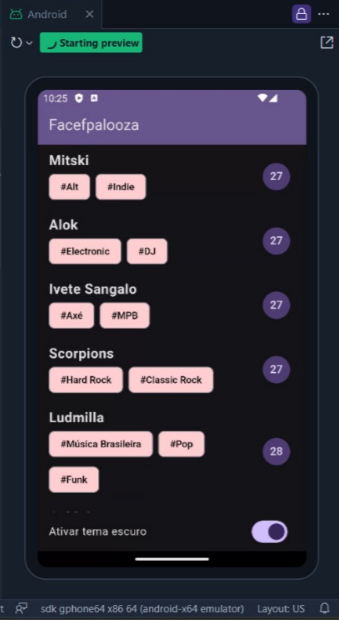 Android
Starting preview
10:25
Facefpalooza
Mitski
#Alt #Indie 27
Alok
#Electronic #DJ 27
Ivete Sangalo
#Axé #MPB 27
Scorpions
#Hard Rock #Classic Rock 27
Ludmilla
#Música Brasileira #Pop 28
#Funk
Ativar tema escuro
sdk gphone64 x86 64 (android-x64 emulator) Layout: US